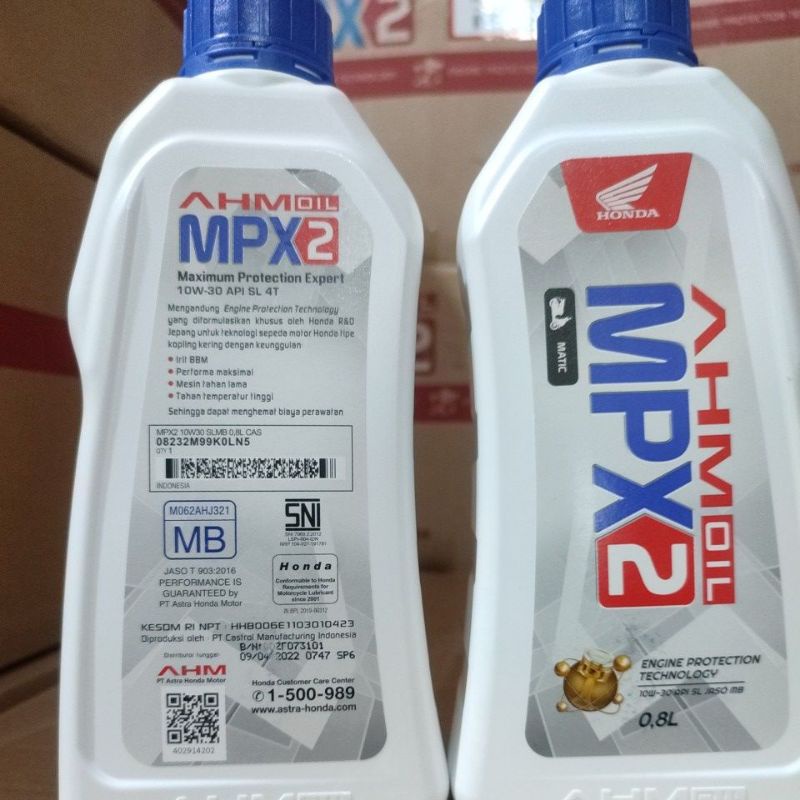 AHM OIL
MPX2
Maximum Protection Expert
10W-30 API SL 4T
Mengandung Engine Protection Technology
yang diformulasikan khusus oleh Honda R&D
Jepang untuk teknologi sepeda motor Honda tipe
kopling kering dengan keunggulan
• Irit BBM
• Performa maksimal
• Mesin tahan lama
• Tahan temperatur tinggi
Sehingga dapat menghemat biaya perawatan
MPX2 10W30 SLMB 0,8L CAS
08232M99K0LN5
QTY 1
INDONESIA
M062AHJ321
MB
JASO T 903:2016
PERFORMANCE IS
GUARANTEED by
PT Astra Honda Motor
SNI
Honda
Conformable to Honda
Requirements for
Motorcycle Lubricant
since 2001
KESDM RI NPT : HHB006E1103010423
Diproduksi oleh : PT Castrol Manufacturing Indonesia
Distributor tunggal:
09/04/2022 0747 SP6
AHM
PT Astra Honda Motor
Honda Customer Care Center
1-500-989
www.astra-honda.com
402914202
HONDA
MATIC
AHM OIL
MPX2
ENGINE PROTECTION
TECHNOLOGY
10W-30 API SL JASO MB
0,8L